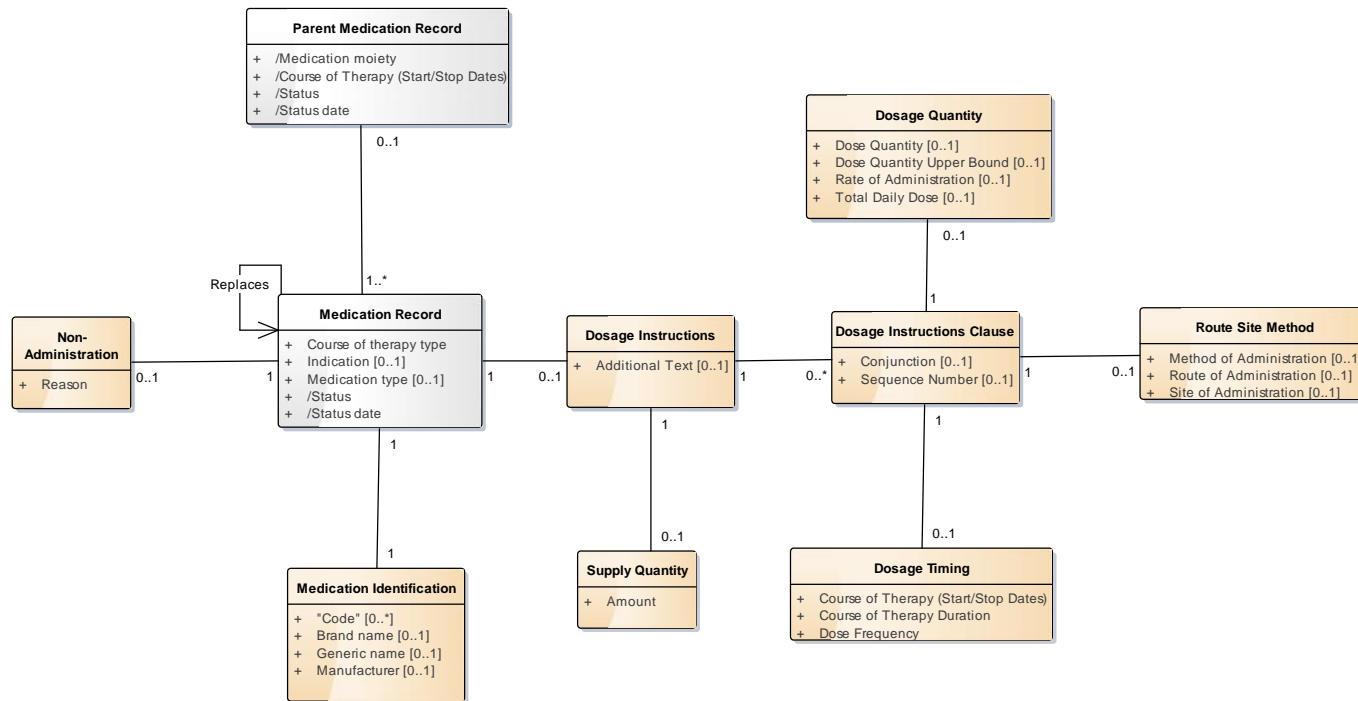 Parent Medication Record
+ /Medication moiety
+ /Course of Therapy (Start/Stop Dates)
+ /Status
+ /Status date
0..1
1..*
Replaces
Dosage Quantity
+ Dose Quantity [0..1]
+ Dose Quantity Upper Bound [0..1]
+ Rate of Administration [0..1]
+ Total Daily Dose [0..1]
0..1
1
Non-
Administration
+ Reason
0..1
1
Medication Record
+ Course of therapy type
+ Indication [0..1]
+ Medication type [0..1]
+ /Status
+ /Status date
1
0..1
Dosage Instructions
+ Additional Text [0..1]
1
0..*
Dosage Instructions Clause
+ Conjunction [0..1]
+ Sequence Number [0..1]
1
0..1
Route Site Method
+ Method of Administration [0..1
+ Route of Administration [0..1]
+ Site of Administration [0..1]
1
1
Medication Identification
+ "Code" [0..*]
+ Brand name [0..1]
+ Generic name [0..1]
+ Manufacturer [0..1]
1
0..1
Supply Quantity
+ Amount
1
0..1
Dosage Timing
+ Course of Therapy (Start/Stop Dates)
+ Course of Therapy Duration
+ Dose Frequency